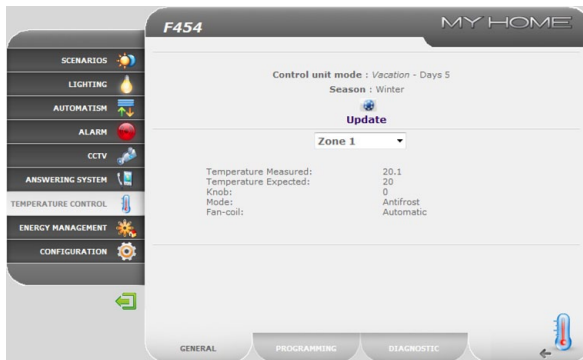 F454
MY HOME
SCENARIOS
LIGHTING
AUTOMATISM
ALARM
CCTV
ANSWERING SYSTEM
TEMPERATURE CONTROL
ENERGY MANAGEMENT
CONFIGURATION
Control unit mode : Vacation - Days 5
Season : Winter
Update
Zone 1
Temperature Measured: 20.1
Temperature Expected: 20
Knob: 0
Mode: Antifrost
Fan-coil: Automatic
GENERAL
PROGRAMMING
DIAGNOSTIC